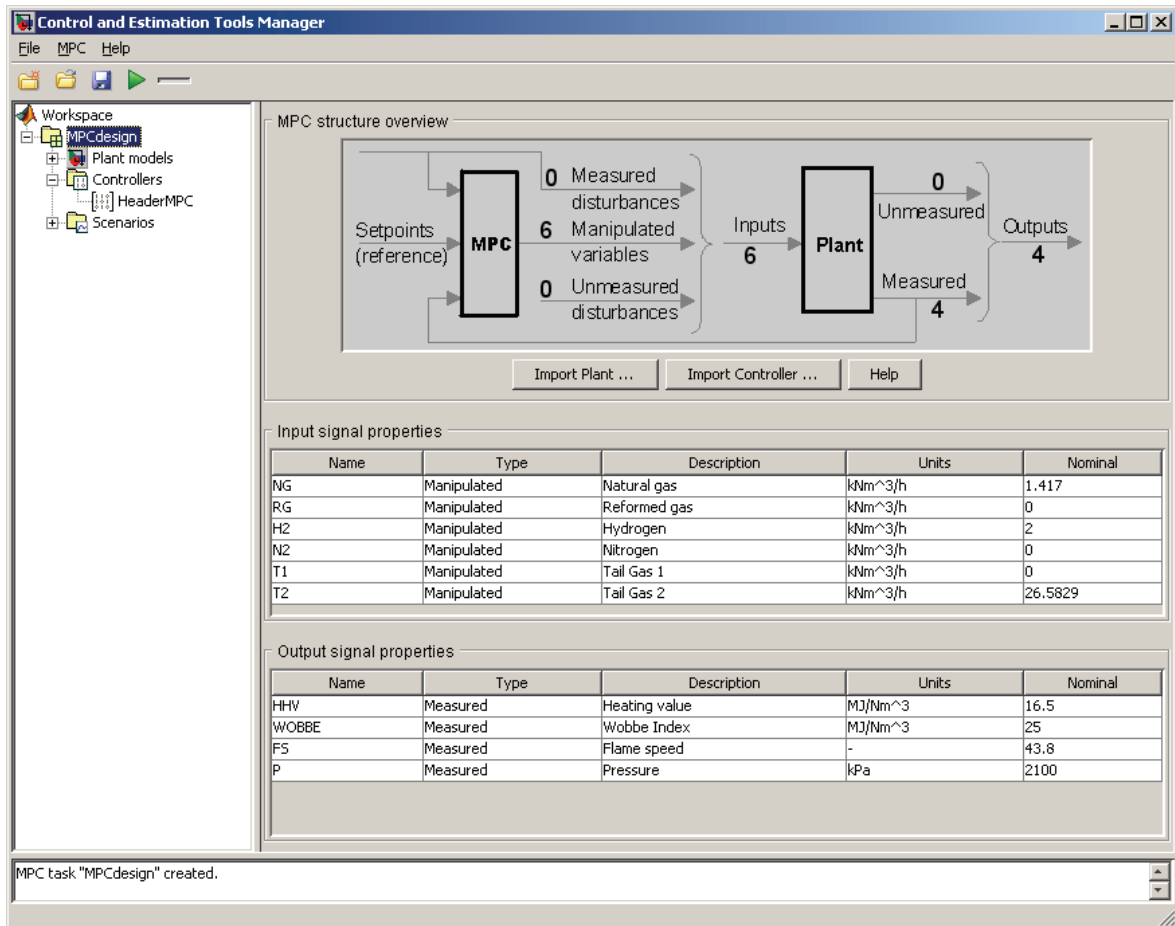 Control and Estimation Tools Manager
File MPC Help
Workspace
MPCdesign
Plant models
Controllers
HeaderMPC
Scenarios
MPC structure overview
Setpoints
(reference)
MPC
0 Measured
disturbances
6 Manipulated
variables
0 Unmeasured
disturbances
Inputs
6
Plant
0
Unmeasured
Measured
4
Outputs
4
Import Plant ... Import Controller ... Help
Input signal properties
Name Type Description Units Nominal
NG Manipulated Natural gas kNm^3/h 1.417
RG Manipulated Reformed gas kNm^3/h 0
H2 Manipulated Hydrogen kNm^3/h 2
N2 Manipulated Nitrogen kNm^3/h 0
T1 Manipulated Tail Gas 1 kNm^3/h 0
T2 Manipulated Tail Gas 2 kNm^3/h 26.5829
Output signal properties
Name Type Description Units Nominal
HHV Measured Heating value MJ/Nm^3 16.5
WOBBE Measured Wobbe Index MJ/Nm^3 25
FS Measured Flame speed - 43.8
P Measured Pressure kPa 2100
MPC task "MPCdesign" created.